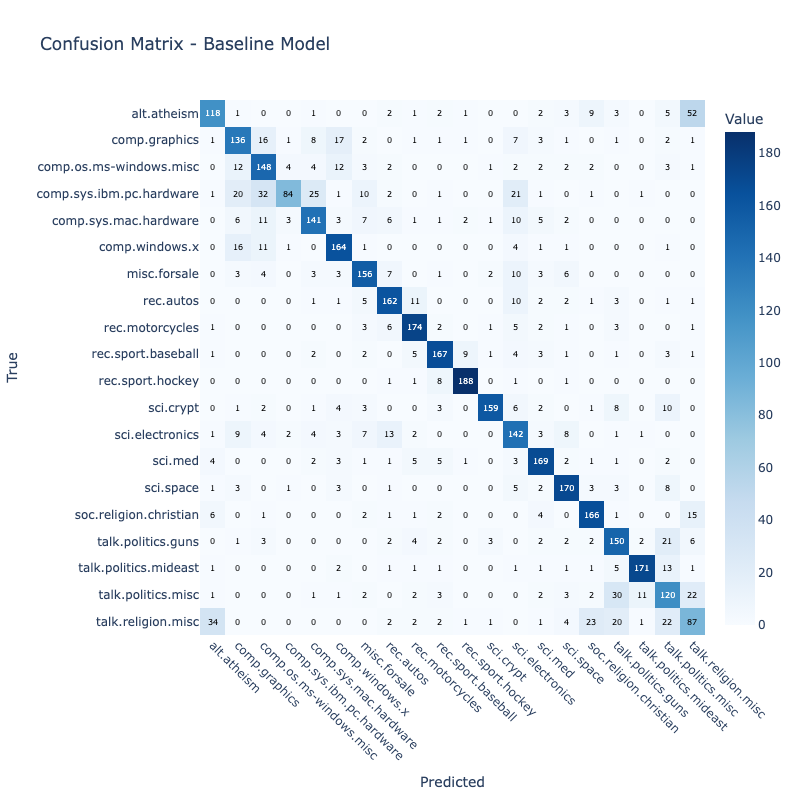 Confusion Matrix - Baseline Model
Value
alt.atheism 118 1 0 0 1 0 0 2 1 2 1 0 0 2 3 9 3 0 5 52
comp.graphics 1 136 16 1 8 17 2 0 1 1 1 0 7 3 1 0 1 0 2 1
comp.os.ms-windows.misc 0 12 148 4 4 12 3 2 0 0 0 1 2 2 2 2 0 0 3 1
comp.sys.ibm.pc.hardware 1 20 32 84 25 1 10 2 0 1 0 0 21 1 0 1 0 1 0 0
comp.sys.mac.hardware 0 6 11 3 141 3 7 6 1 1 2 1 10 5 2 0 0 0 0 0
comp.windows.x 0 16 11 1 0 164 1 0 0 0 0 0 4 1 1 0 0 0 1 0
misc.forsale 0 3 4 0 3 3 156 7 0 1 0 2 10 3 6 0 0 0 0 0
rec.autos 0 0 0 0 1 1 5 162 11 0 0 0 10 2 2 1 3 0 1 1
rec.motorcycles 1 0 0 0 0 0 3 6 174 2 0 1 5 2 1 0 3 0 0 1
rec.sport.baseball 1 0 0 0 2 0 2 0 5 167 9 1 4 3 1 0 1 0 3 1
rec.sport.hockey 0 0 0 0 0 0 0 1 1 8 188 0 1 0 1 0 0 0 0 0
sci.crypt 0 1 2 0 1 4 3 0 0 3 0 159 6 2 0 1 8 0 10 0
sci.electronics 1 9 4 2 4 3 7 13 2 0 0 0 142 3 8 0 1 1 0 0
sci.med 4 0 0 0 2 3 1 1 5 5 1 0 3 169 2 1 1 0 2 0
sci.space 1 3 0 1 0 3 0 1 0 0 0 0 5 2 170 3 3 0 8 0
soc.religion.christian 6 0 1 0 0 0 2 1 1 2 0 0 0 4 0 166 1 0 0 15
talk.politics.guns 0 1 3 0 0 0 0 2 4 2 0 3 0 2 2 2 150 2 21 6
talk.politics.mideast 1 0 0 0 0 2 0 1 1 1 0 0 1 1 1 1 5 171 13 1
talk.politics.misc 0 0 0 0 1 1 2 0 2 3 0 0 0 2 3 2 30 11 120 22
talk.religion.misc 34 0 0 0 0 0 0 2 2 2 1 1 0 1 4 23 20 1 22 87
180
160
140
120
100
80
60
40
20
0
True
alt.atheism
comp.graphics
comp.os.ms-windows.misc
comp.sys.ibm.pc.hardware
comp.sys.mac.hardware
comp.windows.x
misc.forsale
rec.autos
rec.motorcycles
rec.sport.baseball
rec.sport.hockey
sci.crypt
sci.electronics
sci.med
sci.space
soc.religion.christian
talk.politics.guns
talk.politics.mideast
talk.politics.misc
talk.religion.misc
Predicted